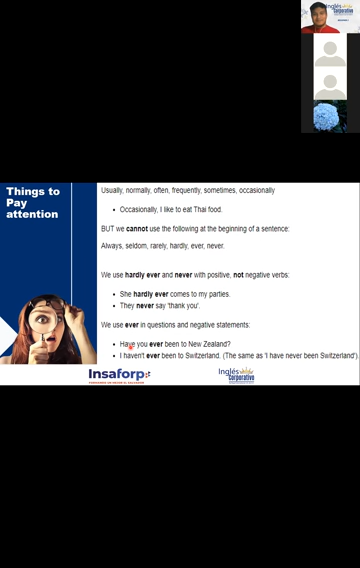 Inglés
Corporative
Things to
Pay
attention
Usually, normally, often, frequently, sometimes, occasionally
• Occasionally, I like to eat Thai food.
BUT we cannot use the following at the beginning of a sentence:
Always, seldom, rarely, hardly, ever, never.
We use hardly ever and never with positive, not negative verbs:
• She hardly ever comes to my parties.
• They never say 'thank you'.
We use ever in questions and negative statements:
• Have you ever been to New Zealand?
• I haven't ever been to Switzerland. (The same as 'I have never been Switzerland').
Insaforp
Inglés
Corporative